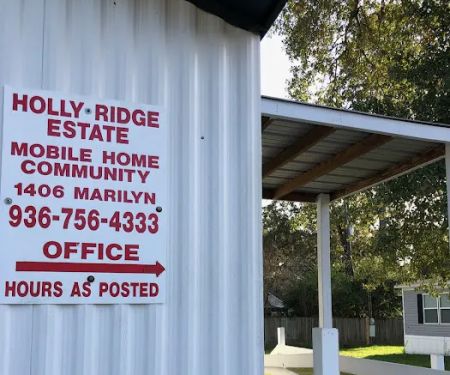 HOLLY RIDGE
ESTATE
MOBILE HOME
COMMUNITY
1406 MARILYN
936-756-4333
OFFICE
HOURS AS POSTED